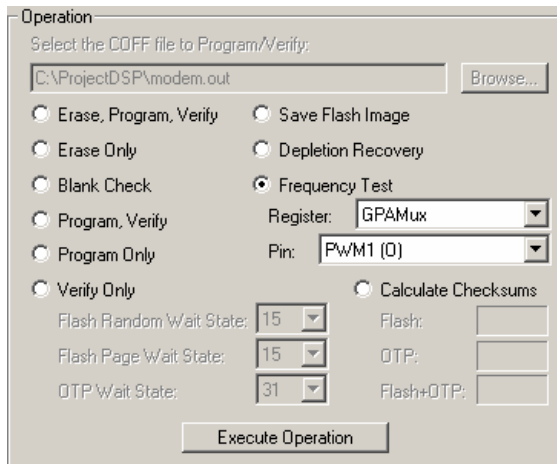 Operation
Select the COFF file to Program/Verify:
C:\ProjectDSP\modem.out
Browse...
Erase, Program, Verify
Save Flash Image
Erase Only
Depletion Recovery
Blank Check
Frequency Test
Program, Verify
Register: GPAMux
Program Only
Pin: PWM1 (0)
Verify Only
Calculate Checksums
Flash Random Wait State: 15
Flash:
Flash Page Wait State: 15
OTP:
OTP Wait State: 31
Flash+OTP:
Execute Operation